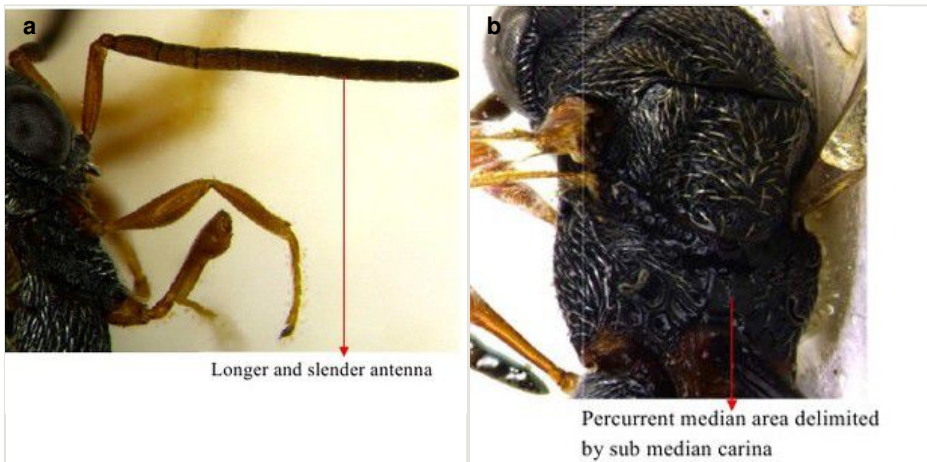 a
b
Longer and slender antenna
Percurrent median area delimited
by sub median carina